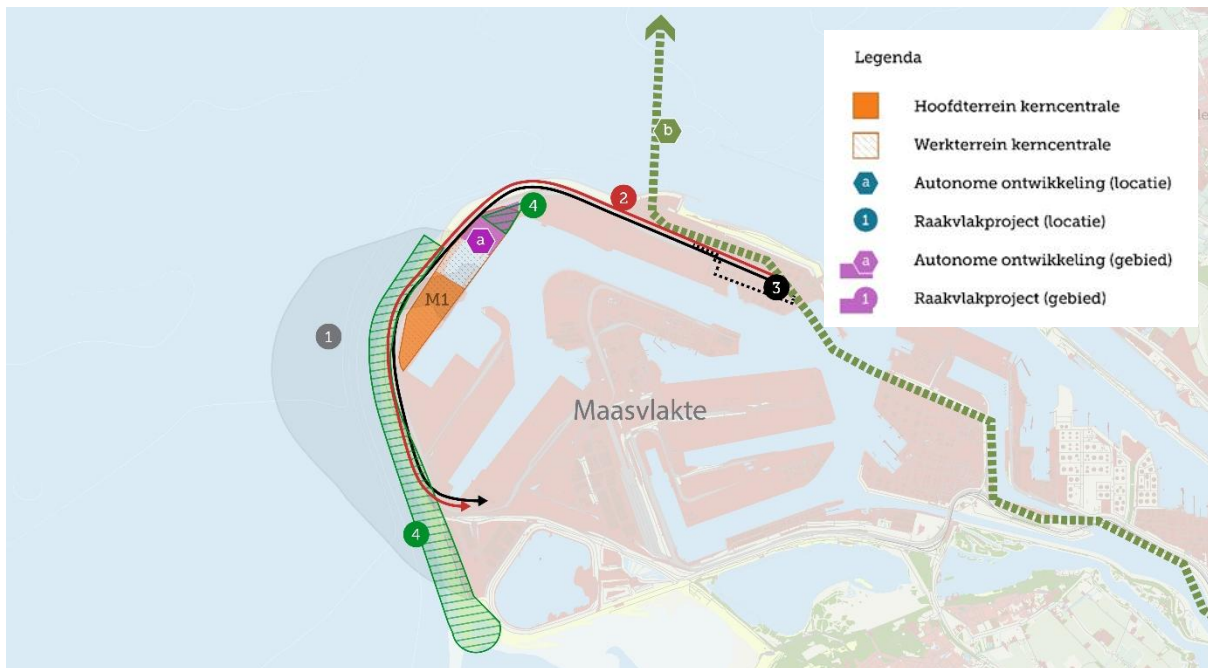 b
Legenda
Hoofdterrein kerncentrale
Werkterrein kerncentrale
a Autonome ontwikkeling (locatie)
1 Raakvlakproject (locatie)
a Autonome ontwikkeling (gebied)
1 Raakvlakproject (gebied)
2
4
a
3
M1
1
Maasvlakte
4